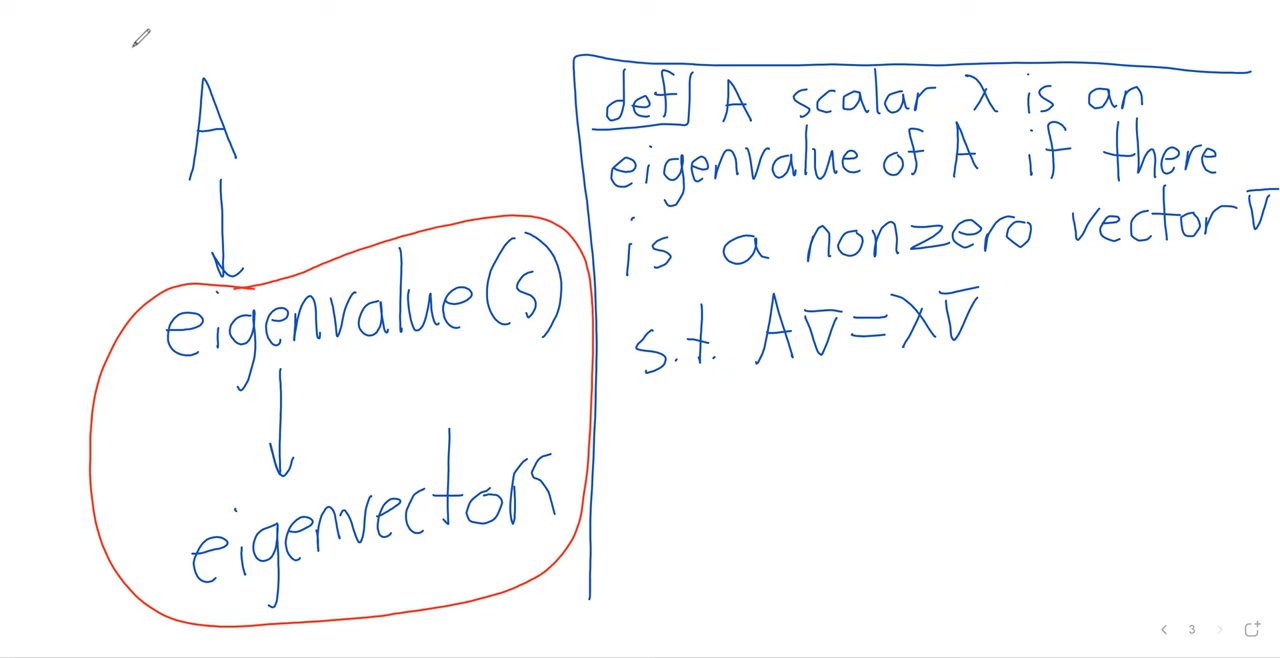 A
eigenvalue(s)
eigenvectors
def A scalar λ is an
eigenvalue of A if there
is a nonzero vector v̅
s.t. Av̅=λv̅
3